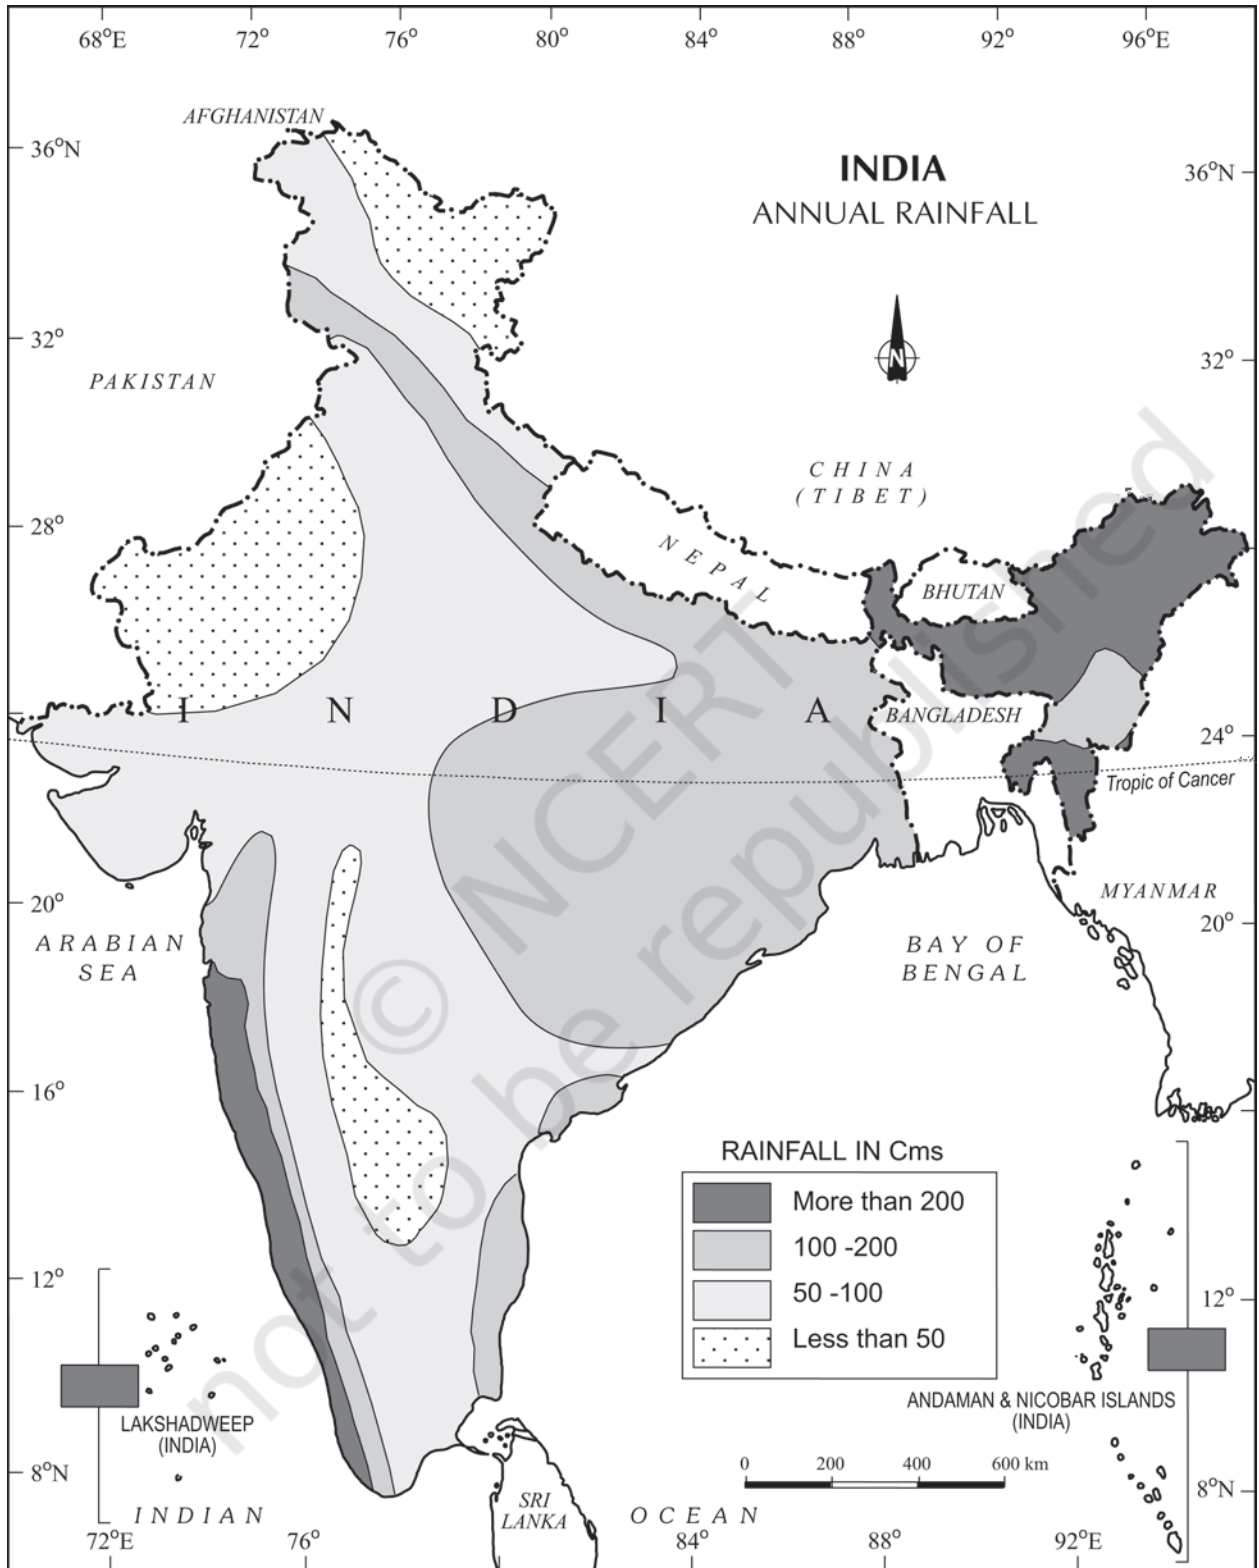 68°E 72° 76° 80° 84° 88° 92° 96°E
AFGHANISTAN
36°N
INDIA
36°N
ANNUAL RAINFALL
N
32°
32°
PAKISTAN
CHINA
(TIBET)
28°
NEPAL
BHUTAN
I N D I A
BANGLADESH
24°
Tropic of Cancer
20°
MYANMAR
ARABIAN
SEA
BAY OF
BENGAL
20°
© NCERT
not to be republished
16°
RAINFALL IN Cms
More than 200
100 -200
50 -100
Less than 50
12°
12°
LAKSHADWEEP
(INDIA)
ANDAMAN & NICOBAR ISLANDS
(INDIA)
0 200 400 600 km
8°N
8°N
INDIAN
SRI
LANKA
OCEAN
72°E 76° 84° 88° 92°E